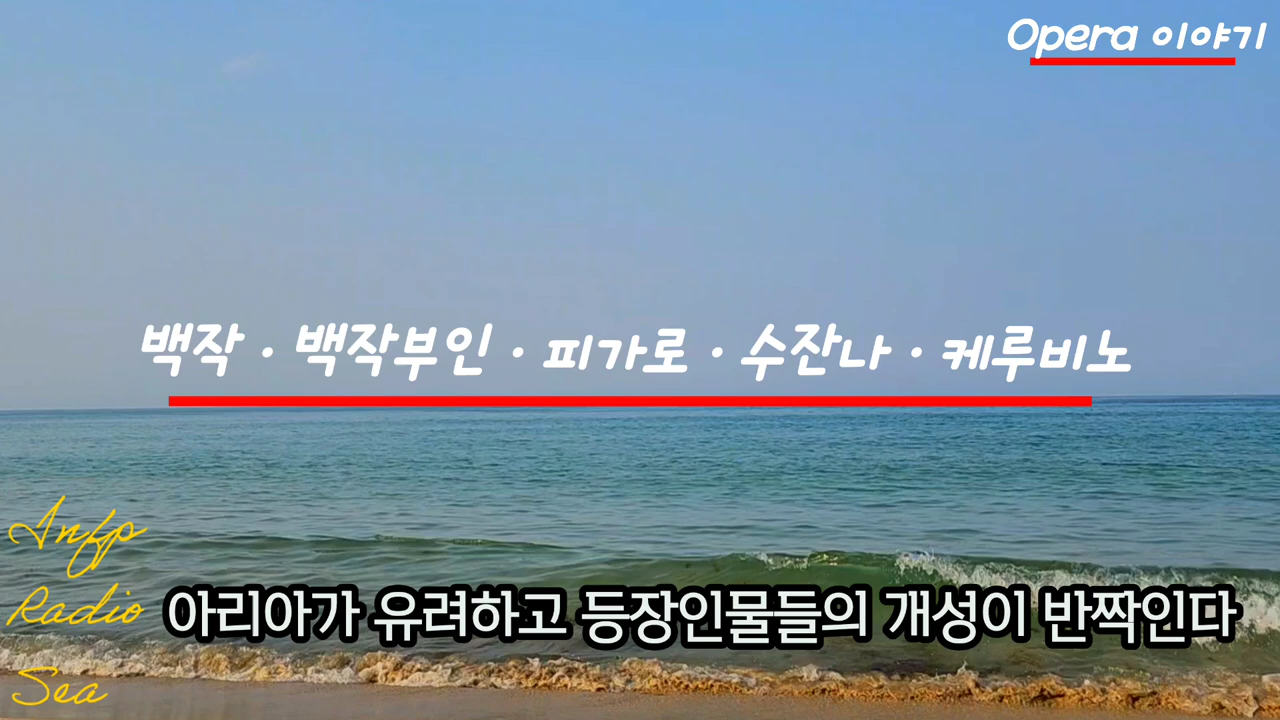 Opera 이야기
백작 · 백작부인 · 피가로 · 수잔나 · 케루비노
Infp
Radio
Sea
아리아가 유려하고 등장인물들의 개성이 반짝인다